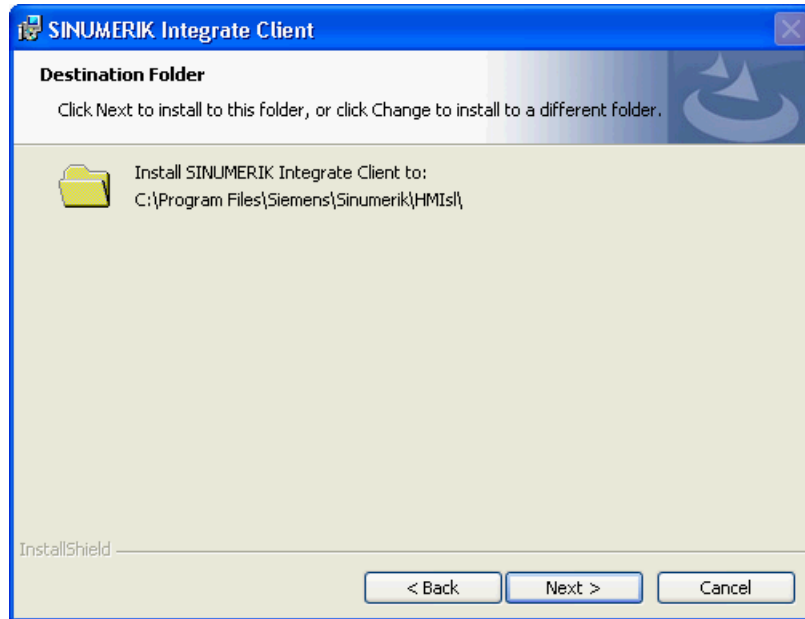 SINUMERIK Integrate Client
Destination Folder
Click Next to install to this folder, or click Change to install to a different folder.
Install SINUMERIK Integrate Client to:
C:\Program Files\Siemens\Sinumerik\HMIsl\
InstallShield
< Back
Next >
Cancel